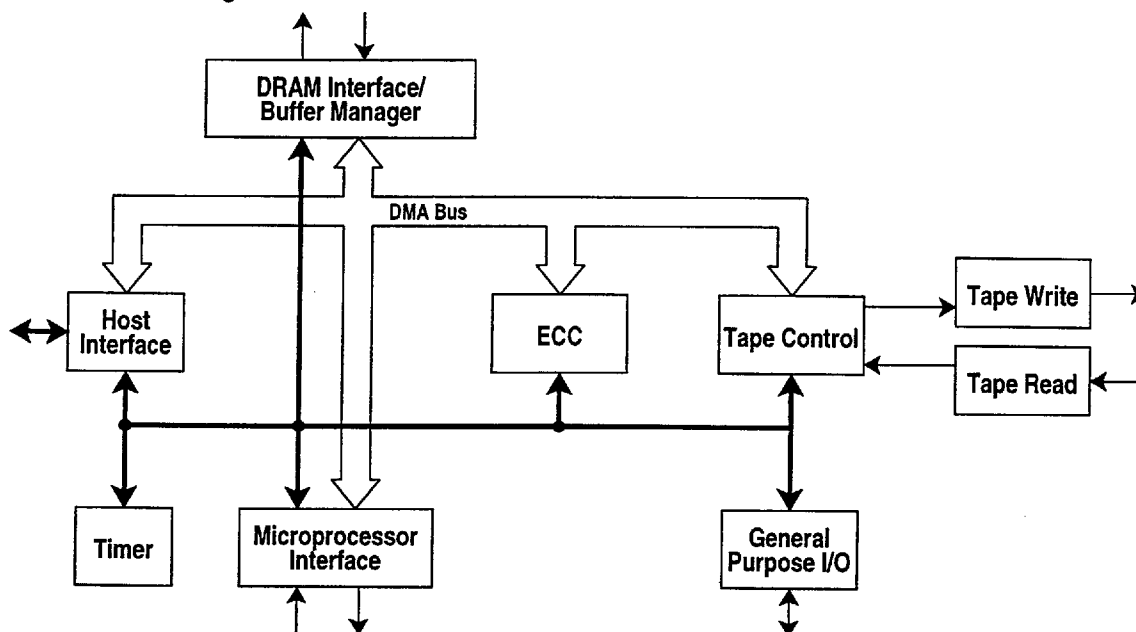 DRAM Interface/
Buffer Manager
DMA Bus
Host
Interface
ECC
Tape Control
Tape Write
Tape Read
Timer
Microprocessor
Interface
General
Purpose I/O